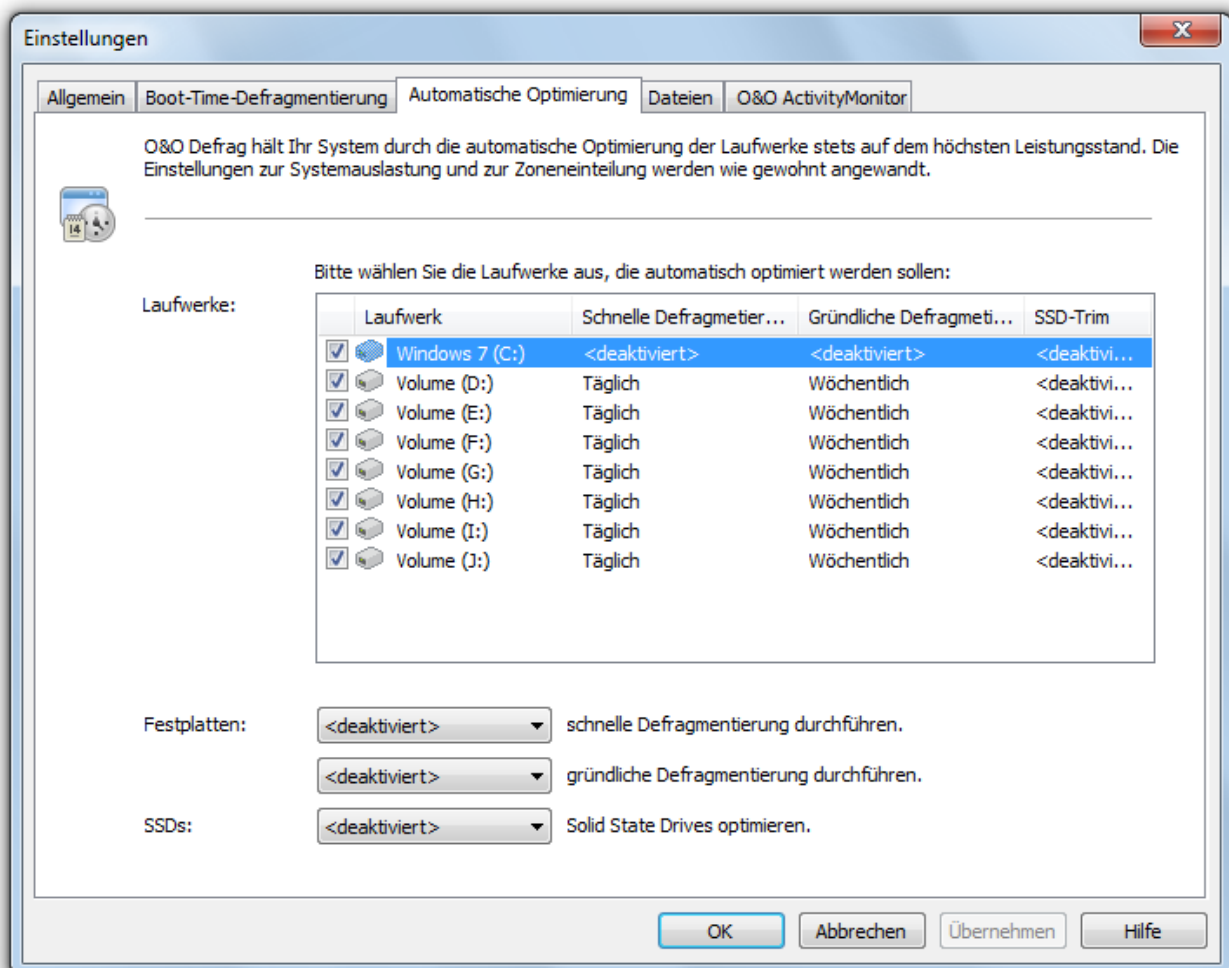 Einstellungen
Allgemein Boot-Time-Defragmentierung Automatische Optimierung Dateien O&O ActivityMonitor
O&O Defrag hält Ihr System durch die automatische Optimierung der Laufwerke stets auf dem höchsten Leistungsstand. Die
Einstellungen zur Systemauslastung und zur Zoneneinteilung werden wie gewohnt angewandt.
14
Bitte wählen Sie die Laufwerke aus, die automatisch optimiert werden sollen:
Laufwerke:
Laufwerk Schnelle Defragmetier... Gründliche Defragmeti... SSD-Trim
Windows 7 (C:) <deaktiviert> <deaktiviert> <deaktivi...
Volume (D:) Täglich Wöchentlich <deaktivi...
Volume (E:) Täglich Wöchentlich <deaktivi...
Volume (F:) Täglich Wöchentlich <deaktivi...
Volume (G:) Täglich Wöchentlich <deaktivi...
Volume (H:) Täglich Wöchentlich <deaktivi...
Volume (I:) Täglich Wöchentlich <deaktivi...
Volume (J:) Täglich Wöchentlich <deaktivi...
Festplatten: <deaktiviert> schnelle Defragmentierung durchführen.
<deaktiviert> gründliche Defragmentierung durchführen.
SSDs: <deaktiviert> Solid State Drives optimieren.
OK Abbrechen Übernehmen Hilfe